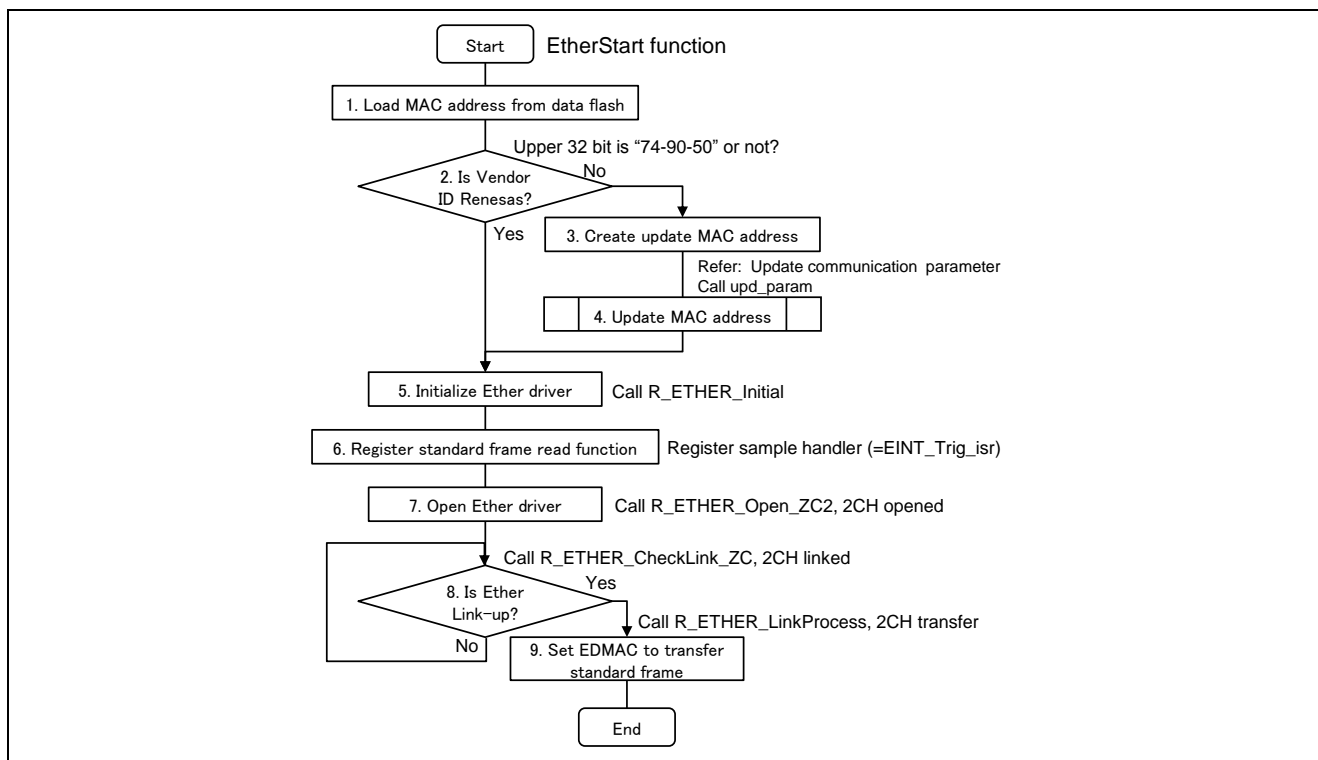 Start
EtherStart function
1. Load MAC address from data flash
Upper 32 bit is “74-90-50” or not?
2. Is Vendor
ID Renesas?
No
Yes
3. Create update MAC address
Refer: Update communication parameter
Call upd_param
4. Update MAC address
5. Initialize Ether driver
Call R_ETHER_Initial
6. Register standard frame read function
Register sample handler (=EINT_Trig_isr)
7. Open Ether driver
Call R_ETHER_Open_ZC2, 2CH opened
Call R_ETHER_CheckLink_ZC, 2CH linked
8. Is Ether
Link-up?
Yes
No
Call R_ETHER_LinkProcess, 2CH transfer
9. Set EDMAC to transfer
standard frame
End